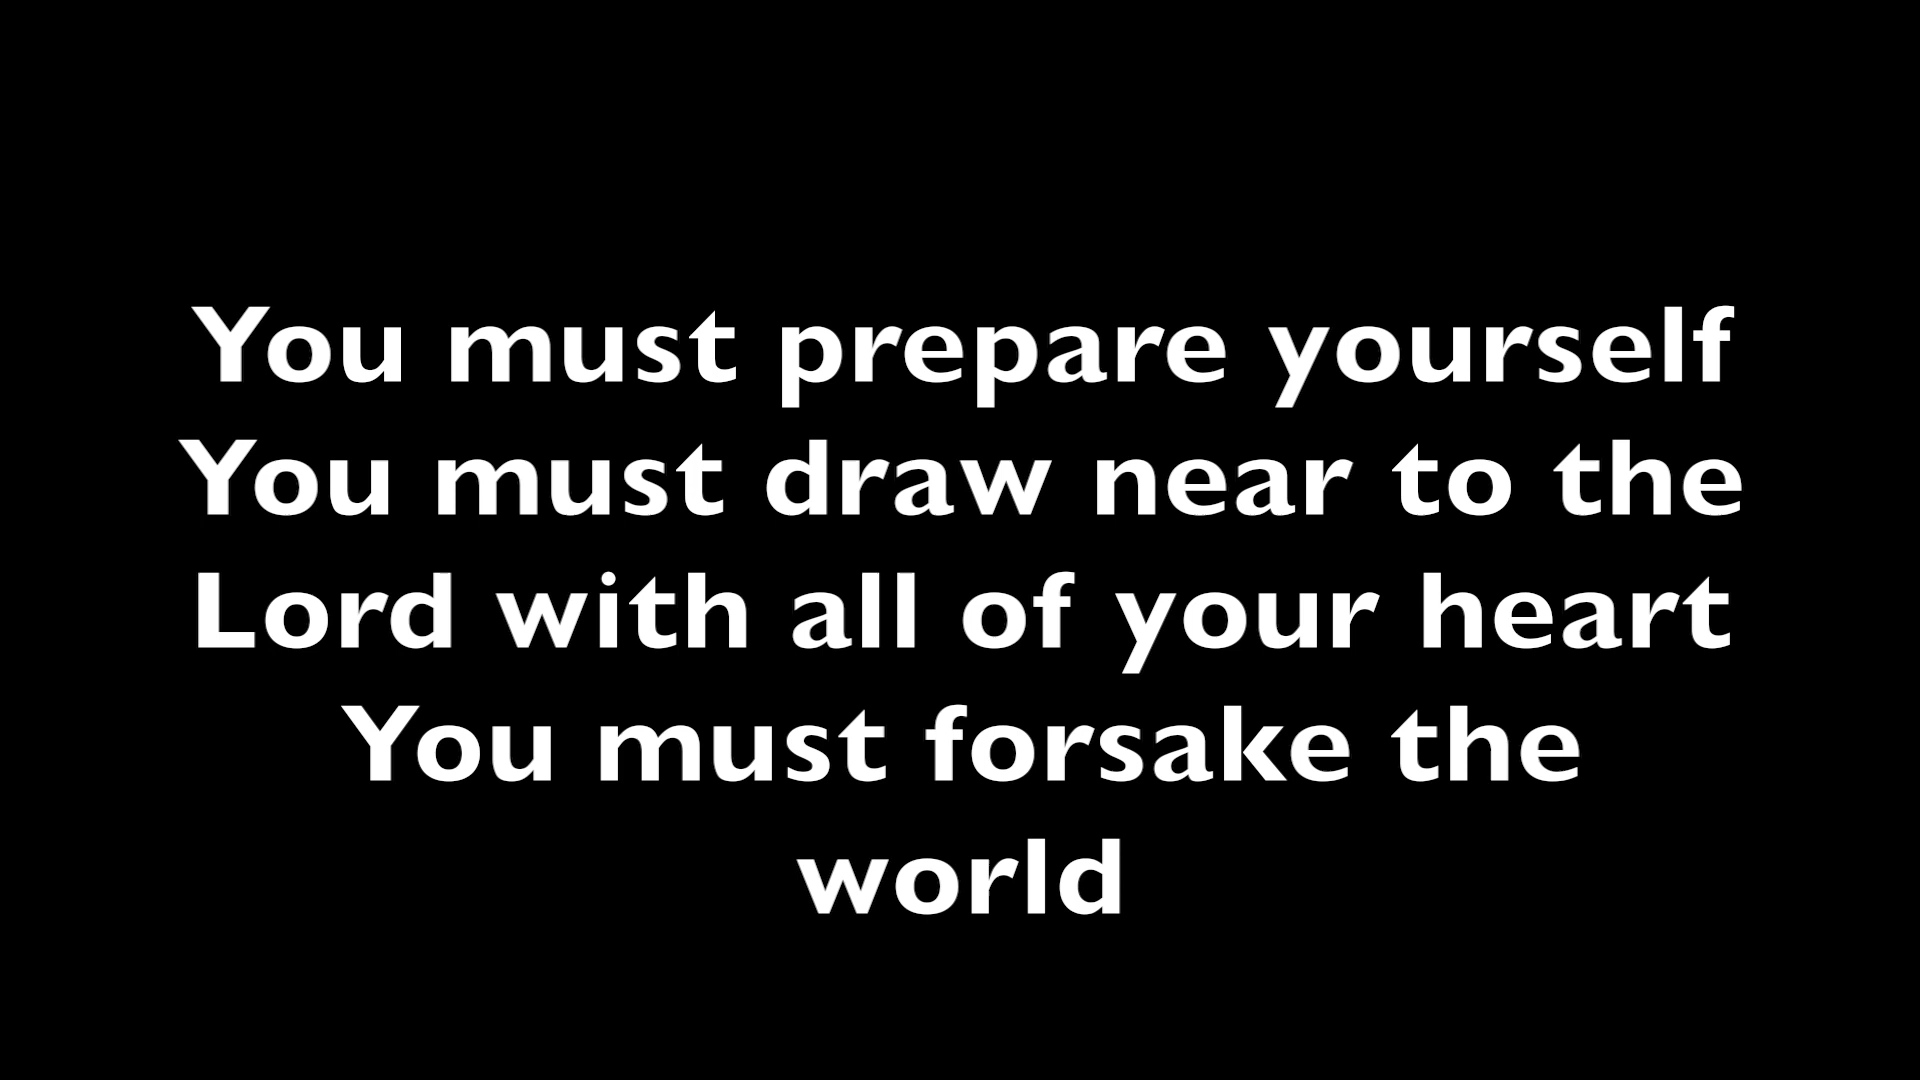 You must prepare yourself
You must draw near to the
Lord with all of your heart
You must forsake the
world